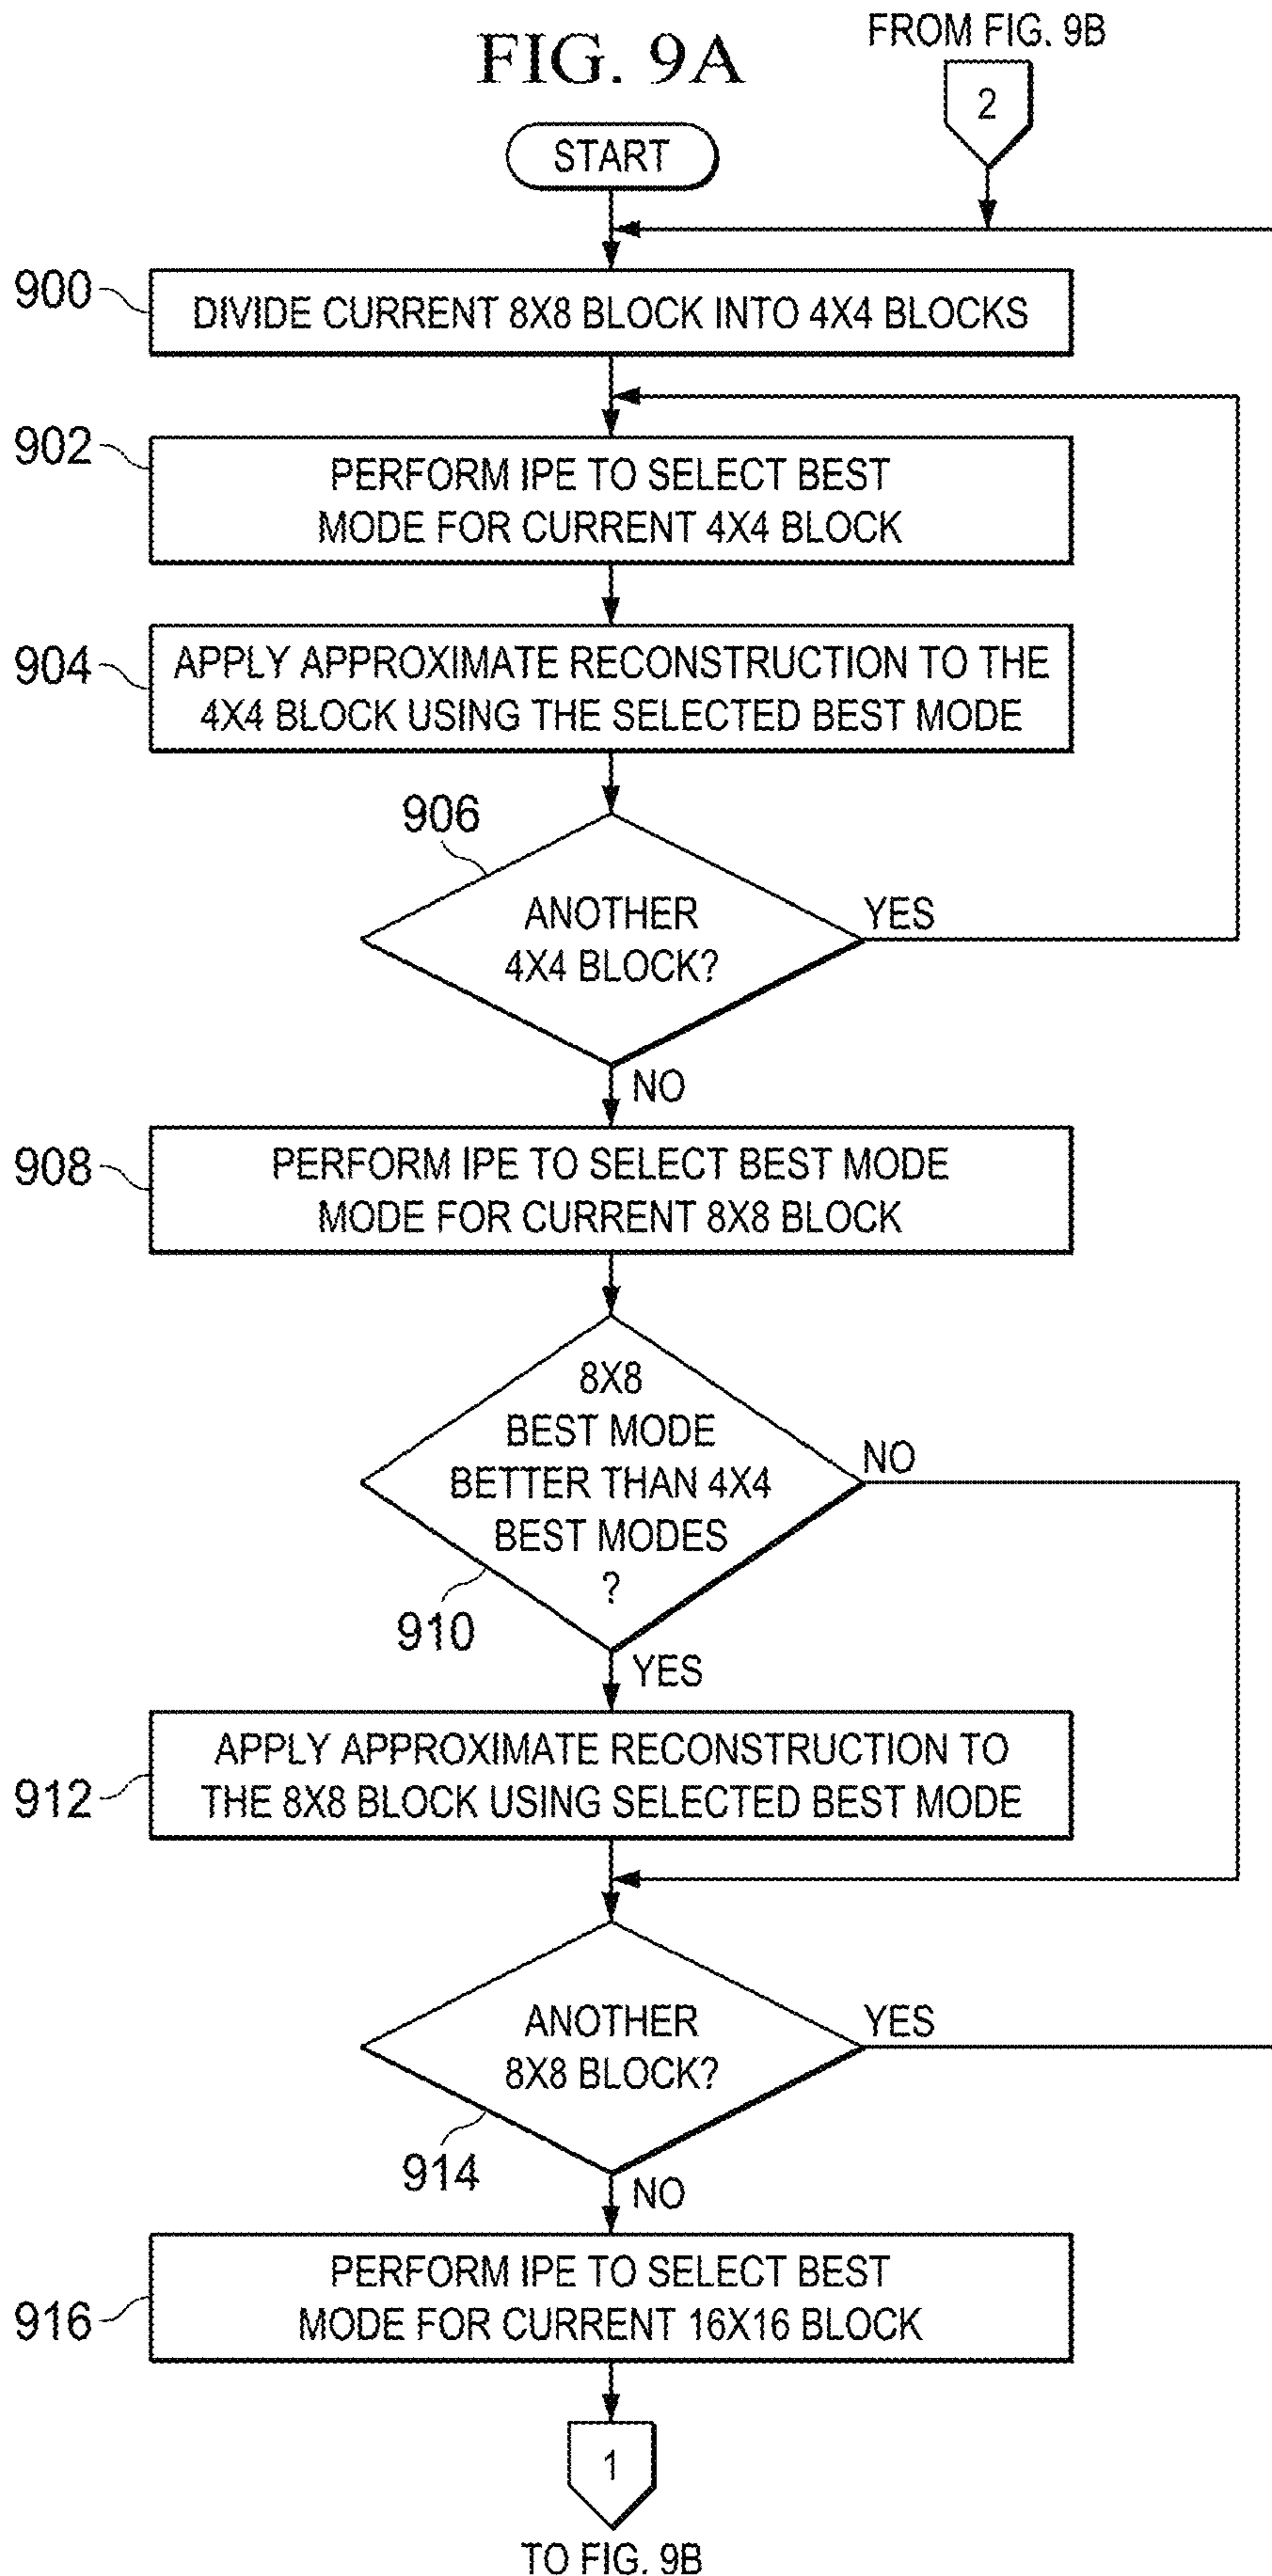 FIG. 9A
FROM FIG. 9B
2
START
900
DIVIDE CURRENT 8X8 BLOCK INTO 4X4 BLOCKS
902
PERFORM IPE TO SELECT BEST
MODE FOR CURRENT 4X4 BLOCK
904
APPLY APPROXIMATE RECONSTRUCTION TO THE
4X4 BLOCK USING THE SELECTED BEST MODE
906
ANOTHER
4X4 BLOCK?
YES
NO
908
PERFORM IPE TO SELECT BEST MODE
MODE FOR CURRENT 8X8 BLOCK
8X8
BEST MODE
BETTER THAN 4X4
BEST MODES
?
NO
910
YES
912
APPLY APPROXIMATE RECONSTRUCTION TO
THE 8X8 BLOCK USING SELECTED BEST MODE
ANOTHER
8X8 BLOCK?
YES
914
NO
916
PERFORM IPE TO SELECT BEST
MODE FOR CURRENT 16X16 BLOCK
1
TO FIG. 9B